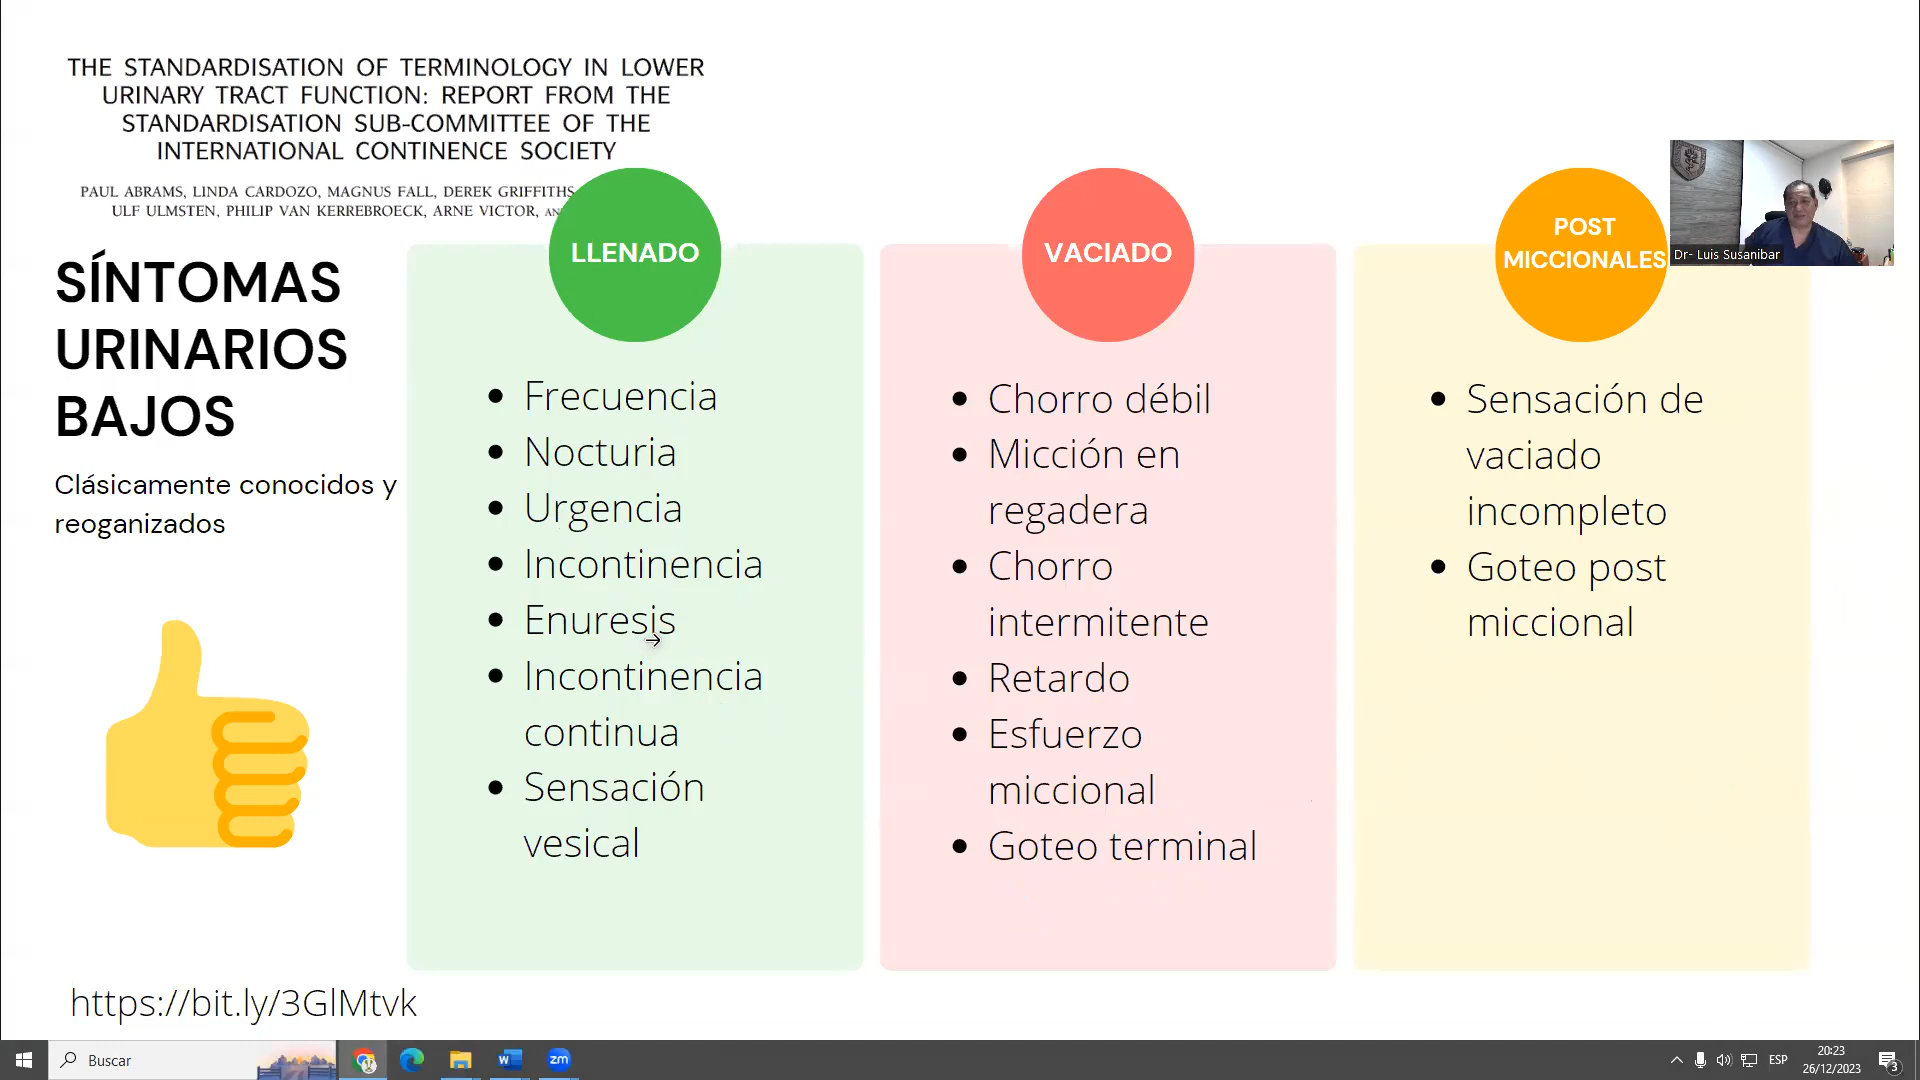 THE STANDARDISATION OF TERMINOLOGY IN LOWER
URINARY TRACT FUNCTION: REPORT FROM THE
STANDARDISATION SUB-COMMITTEE OF THE
INTERNATIONAL CONTINENCE SOCIETY
PAUL ABRAMS, LINDA CARDOZO, MAGNUS FALL, DEREK GRIFFITHS
ULF ULMSTEN, PHILIP VAN KERREBROECK, ARNE VICTOR,
SÍNTOMAS
URINARIOS
BAJOS
Clásicamente conocidos y
reoganizados
LLENADO
Frecuencia
Nocturia
Urgencia
Incontinencia
Enuresis
Incontinencia
continua
Sensación
vesical
VACIADO
Chorro débil
Micción en
regadera
Chorro
intermitente
Retardo
Esfuerzo
miccional
Goteo terminal
POST
MICCIONALES
Sensación de
vaciado
incompleto
Goteo post
miccional
Dr- Luis Susanibar
https://bit.ly/3GlMtvk
Buscar
zm
ESP
20:23
26/12/2023
3